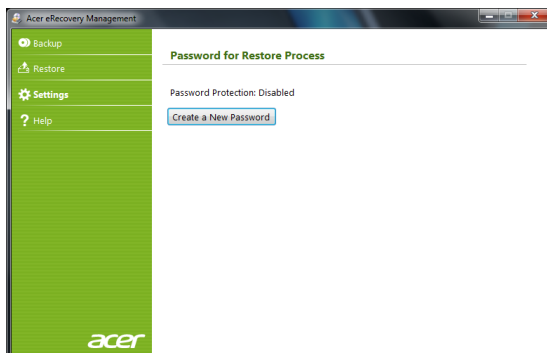 Acer eRecovery Management
Backup
Restore
Settings
Help
Password for Restore Process
Password Protection: Disabled
Create a New Password
acer